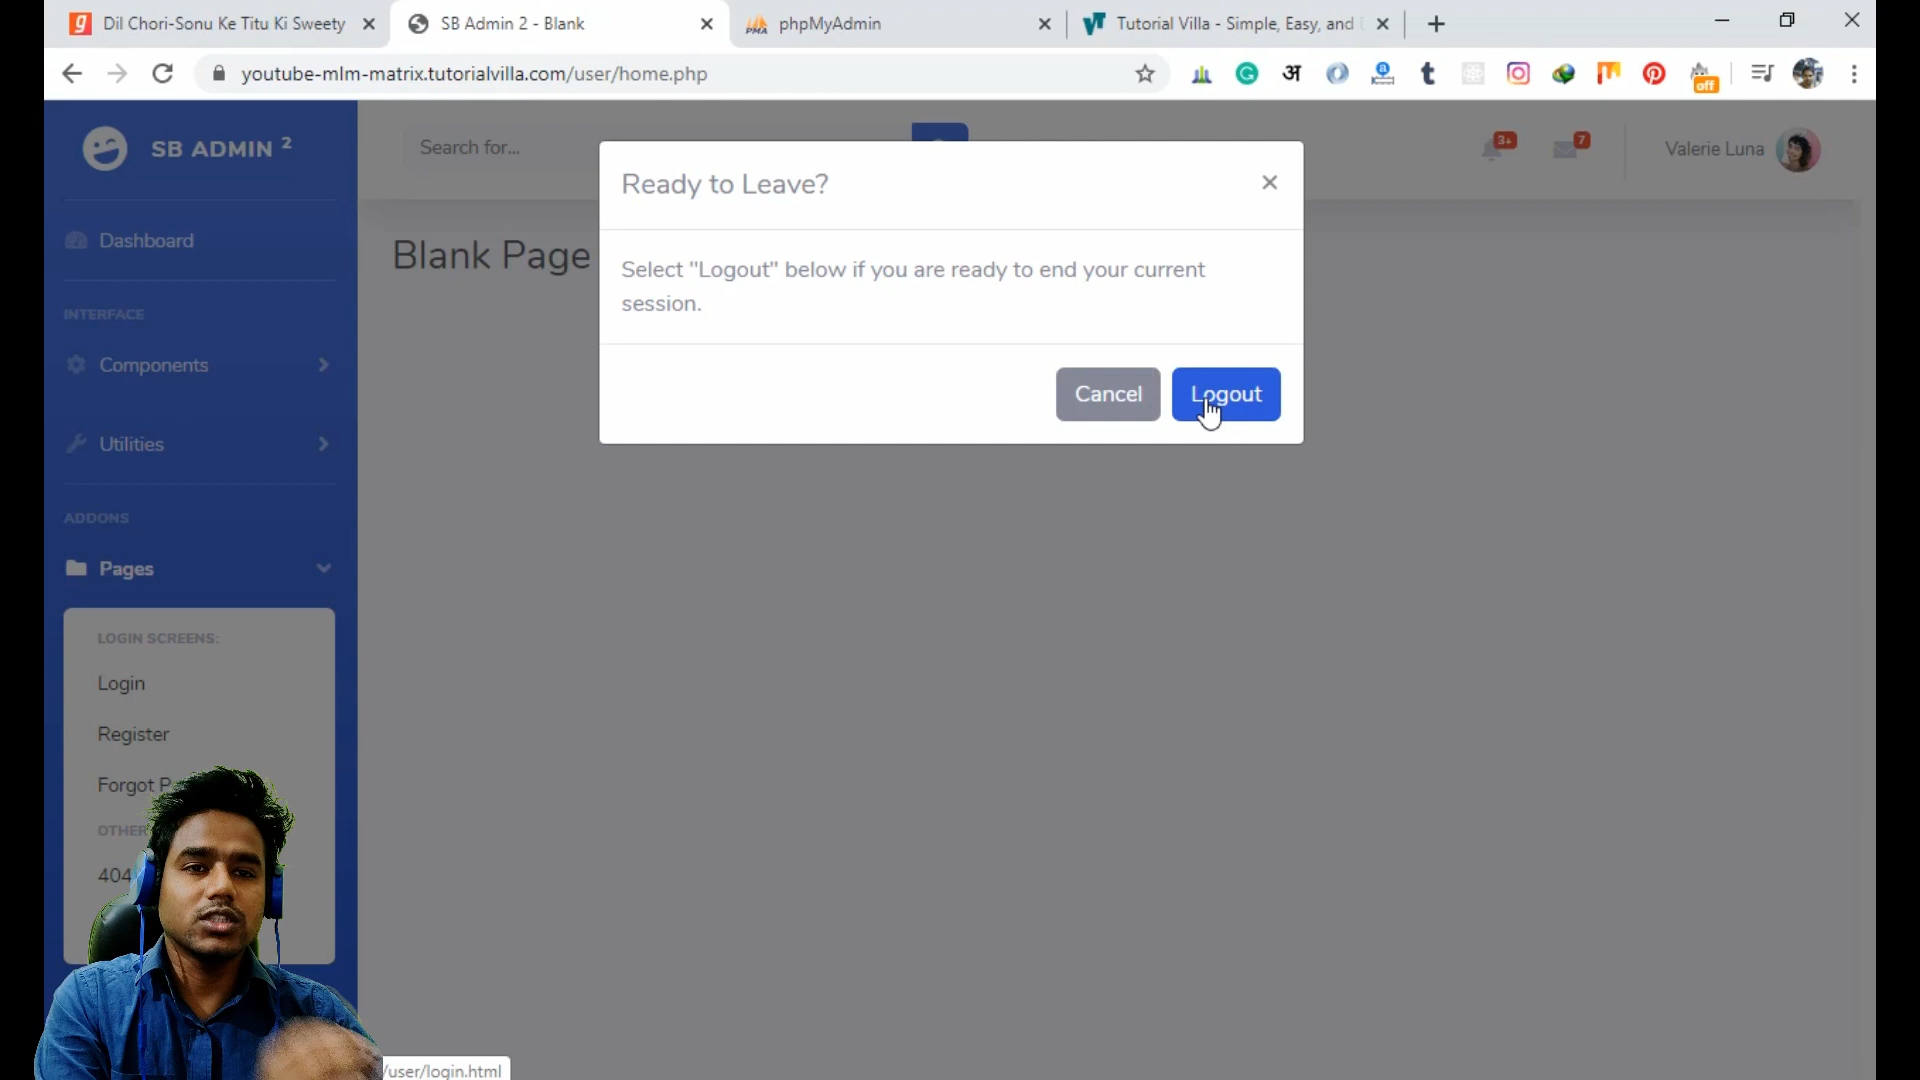 Dil Chori-Sonu Ke Titu Ki Sweety
SB Admin 2 - Blank
phpMyAdmin
Tutorial Villa - Simple, Easy, and
youtube-mlm-matrix.tutorialvilla.com/user/home.php
off
SB ADMIN 2
Search for...
3+
7
Valerie Luna
Dashboard
Blank Page
INTERFACE
Components
Utilities
ADDONS
Pages
LOGIN SCREENS:
Login
Register
Forgot P
OTHER
404
Ready to Leave?
Select "Logout" below if you are ready to end your current
session.
Cancel
Logout
/user/login.html